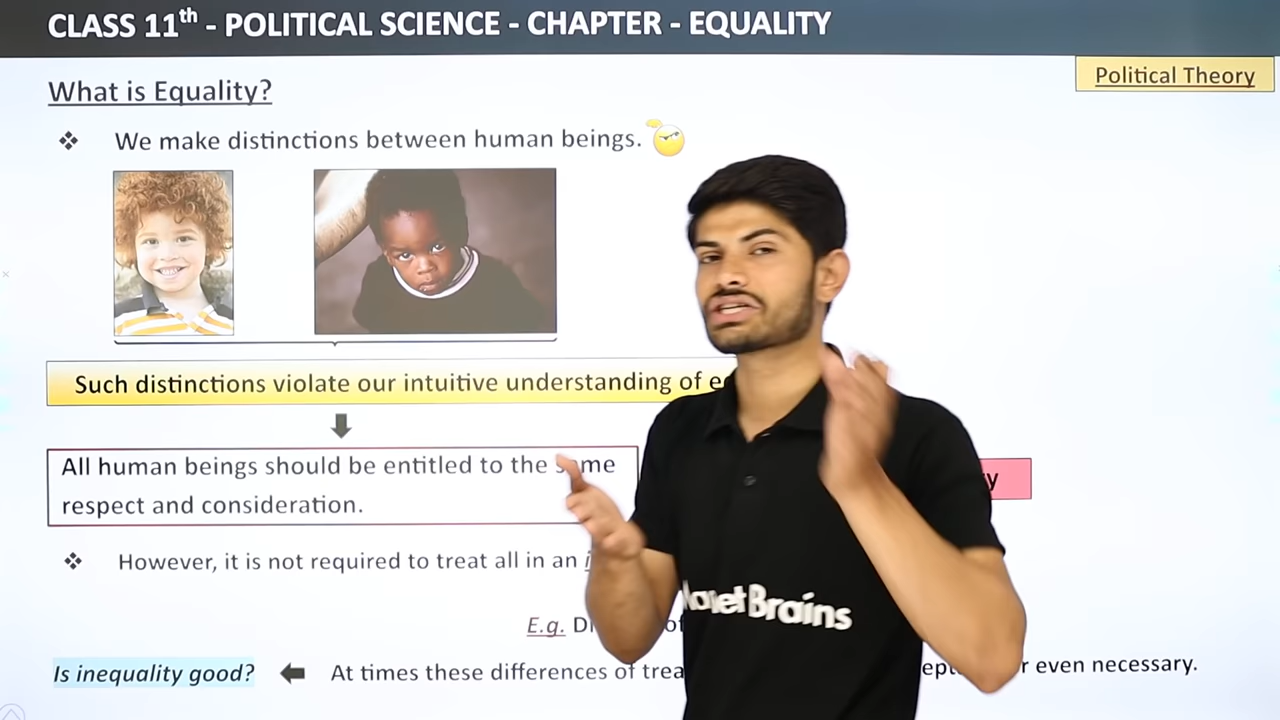 CLASS 11th - POLITICAL SCIENCE - CHAPTER - EQUALITY
Political Theory
What is Equality?
We make distinctions between human beings.
Such distinctions violate our intuitive understanding of
All human beings should be entitled to the same
respect and consideration.
However, it is not required to treat all in an
E.g.
Is inequality good?
At times these differences of even necessary.
Planet Brains